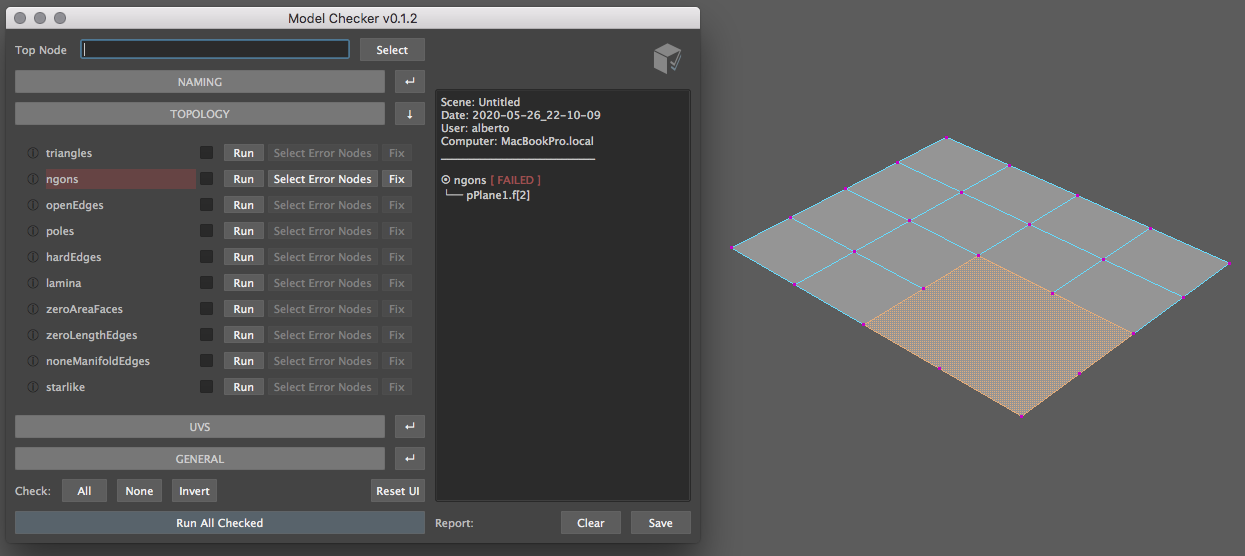 Model Checker v0.1.2
Top Node
Select
NAMING
TOPOLOGY
triangles Run Select Error Nodes Fix
ngons Run Select Error Nodes Fix
openEdges Run Select Error Nodes Fix
poles Run Select Error Nodes Fix
hardEdges Run Select Error Nodes Fix
lamina Run Select Error Nodes Fix
zeroAreaFaces Run Select Error Nodes Fix
zeroLengthEdges Run Select Error Nodes Fix
noneManifoldEdges Run Select Error Nodes Fix
starlike Run Select Error Nodes Fix
UVS
GENERAL
Check: All None Invert Reset UI
Run All Checked
Scene: Untitled
Date: 2020-05-26_22-10-09
User: alberto
Computer: MacBookPro.local
ngons [ FAILED ]
pPlane1.f[2]
Report: Clear Save